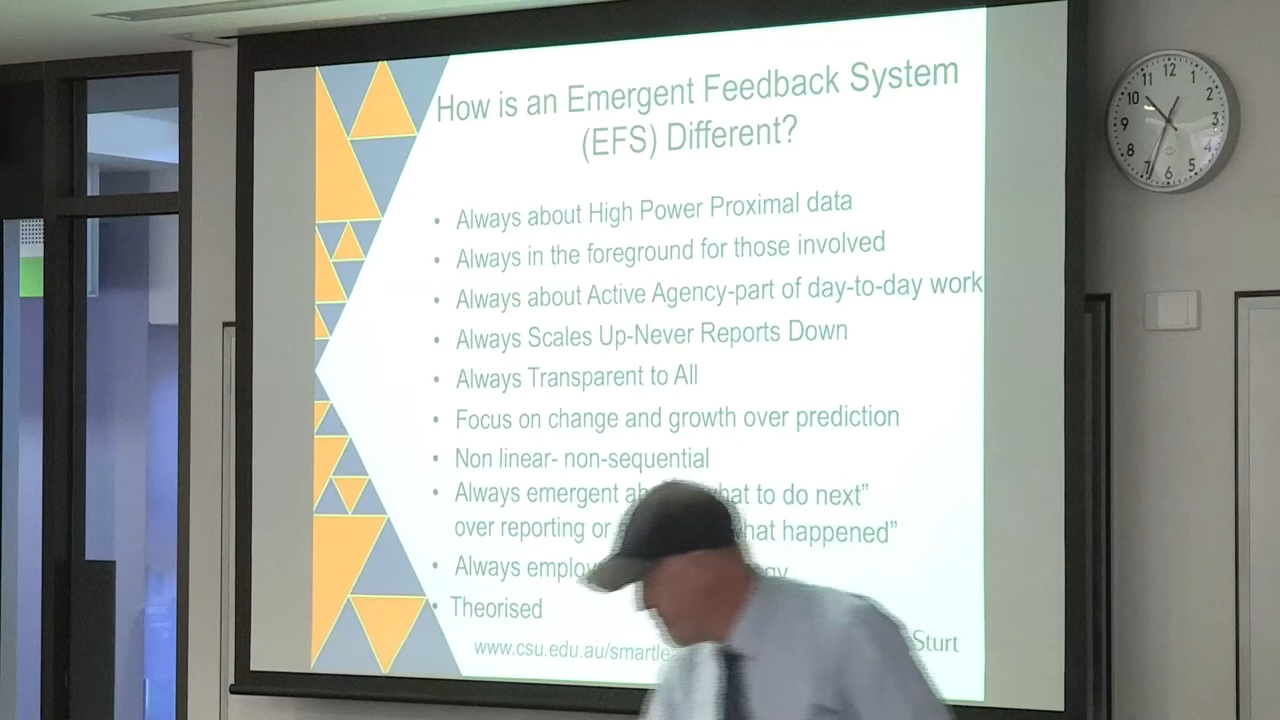 How is an Emergent Feedback System
(EFS) Different?
• Always about High Power Proximal data
• Always in the foreground for those involved
• Always about Active Agency-part of day-to-day work
• Always Scales Up-Never Reports Down
• Always Transparent to All
• Focus on change and growth over prediction
• Non linear- non-sequential
• Always emergent to do next”
over reporting or happened”
• Always
• Theorised
www.csu.edu.au/smartle
Sturt
12
1
2
3
4
5
6
7
8
9
10
11